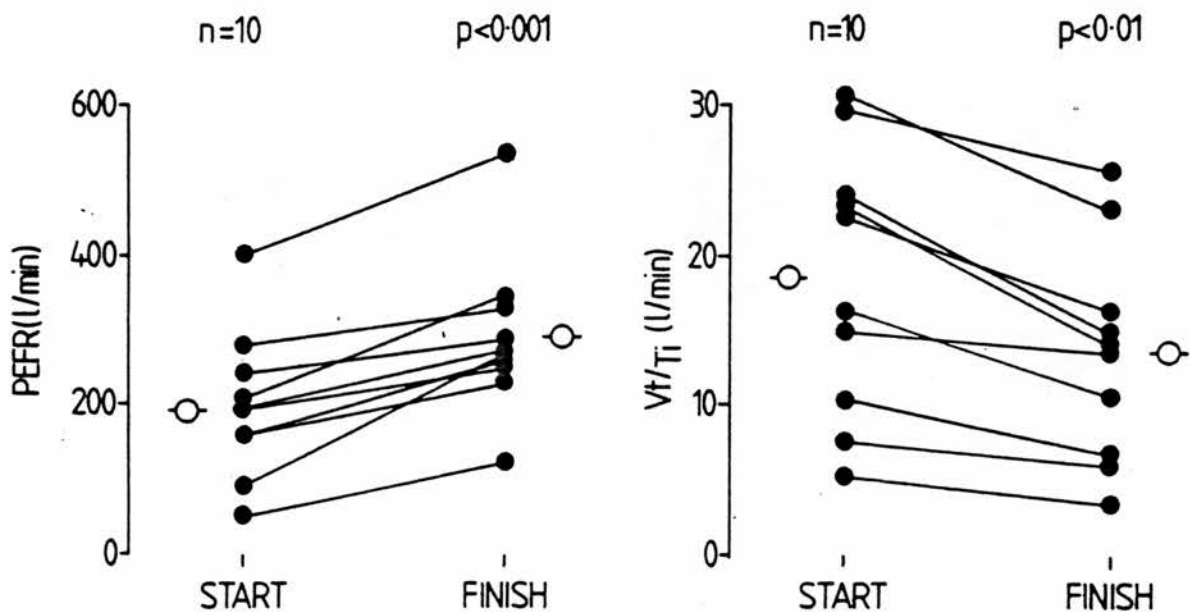 n=10 p<0·001
600
400
200
0
PEFR(l/min)
START FINISH
n=10 p<0·01
30
20
10
0
Vt/Ti (l/min)
START FINISH